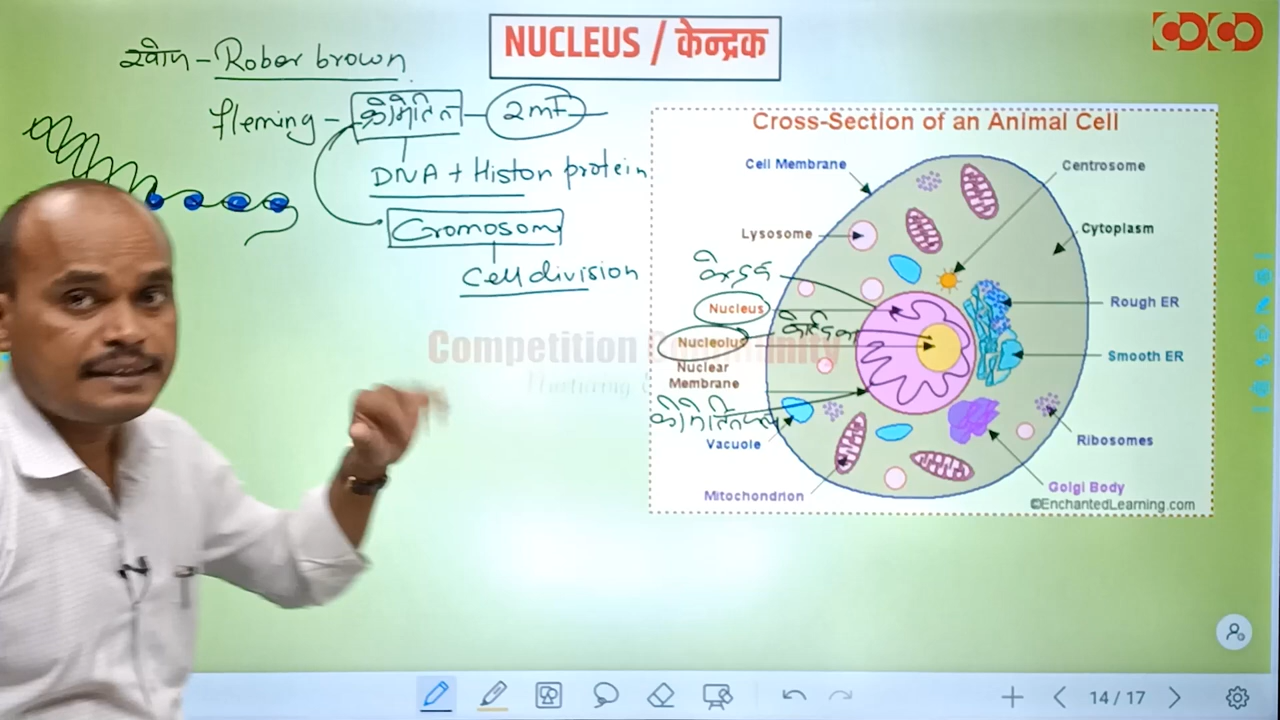 NUCLEUS / केन्द्रक
COCO
खोज - Rober brown
fleming - क्रोमेटिन - 2mF
DNA + Histon protein
Cromosom
Cell division
Cross-Section of an Animal Cell
Cell Membrane
Centrosome
Lysosome
Cytoplasm
केन्द्रक
Nucleus
Rough ER
Nucleolus
केन्द्रिका
Smooth ER
Nuclear
Membrane
Vacuole
Ribosomes
Mitochondrion
Golgi Body
©EnchantedLearning.com
Competition Community
14 / 17